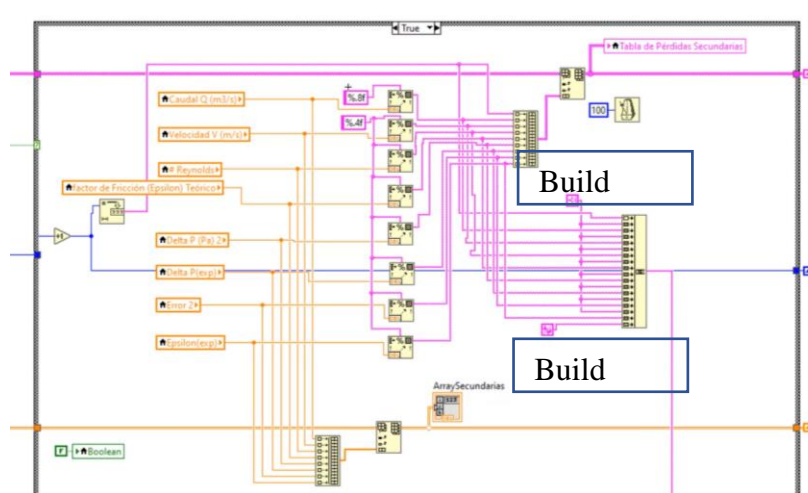 True
Tabla de Pérdidas Secundarias
Caudal Q (m3/s)
%.8f
100
Velocidad V (m/s)
%.4f
# Reynolds
Build
factor de Fricción (Epsilon) Teórico
+1
Delta P (Pa) 2
Delta P(exp)
Error 2
Epsilon(exp)
Build
ArraySecundarias
F
Boolean